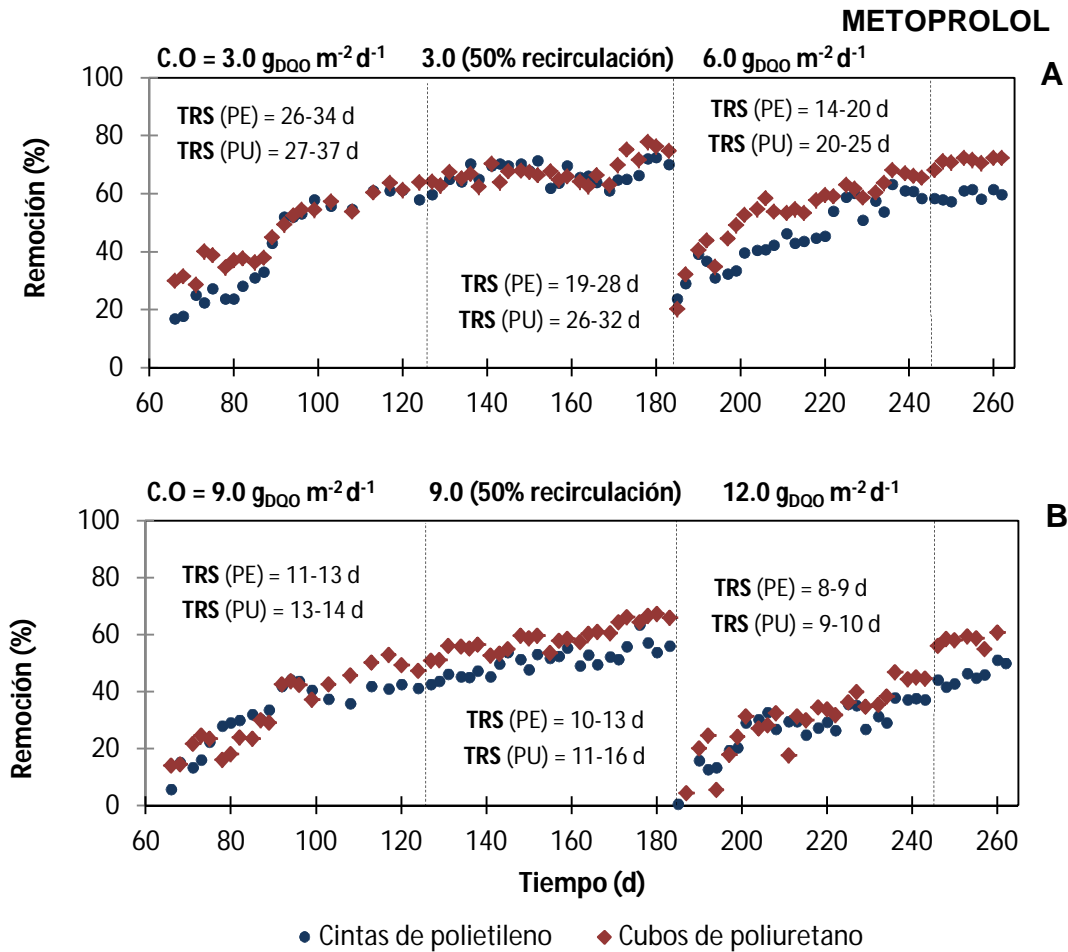 METOPROLOL
C.O = 3.0 g_DQO m⁻² d⁻¹ 3.0 (50% recirculación) 6.0 g_DQO m⁻² d⁻¹
A
100
80
60
40
20
0
Remoción (%)
TRS (PE) = 26-34 d
TRS (PU) = 27-37 d
TRS (PE) = 19-28 d
TRS (PU) = 26-32 d
TRS (PE) = 14-20 d
TRS (PU) = 20-25 d
60 80 100 120 140 160 180 200 220 240 260
C.O = 9.0 g_DQO m⁻² d⁻¹ 9.0 (50% recirculación) 12.0 g_DQO m⁻² d⁻¹
B
100
80
60
40
20
0
Remoción (%)
TRS (PE) = 11-13 d
TRS (PU) = 13-14 d
TRS (PE) = 10-13 d
TRS (PU) = 11-16 d
TRS (PE) = 8-9 d
TRS (PU) = 9-10 d
60 80 100 120 140 160 180 200 220 240 260
Tiempo (d)
Cintas de polietileno Cubos de poliuretano